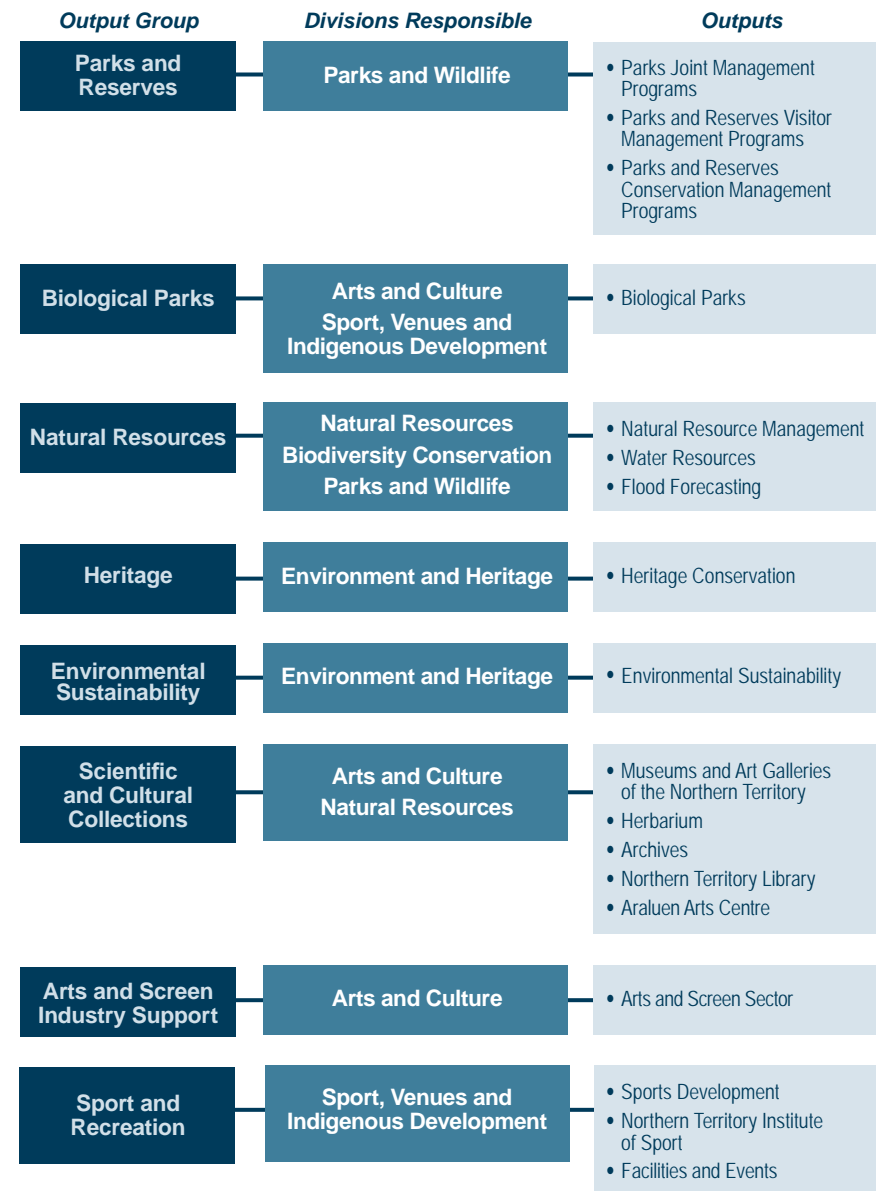 Output Group
Divisions Responsible
Outputs
Parks and
Reserves
Parks and Wildlife
• Parks Joint Management
Programs
• Parks and Reserves Visitor
Management Programs
• Parks and Reserves
Conservation Management
Programs
Biological Parks
Arts and Culture
Sport, Venues and
Indigenous Development
• Biological Parks
Natural Resources
Natural Resources
Biodiversity Conservation
Parks and Wildlife
• Natural Resource Management
• Water Resources
• Flood Forecasting
Heritage
Environment and Heritage
• Heritage Conservation
Environmental
Sustainability
Environment and Heritage
• Environmental Sustainability
Scientific
and Cultural
Collections
Arts and Culture
Natural Resources
• Museums and Art Galleries
of the Northern Territory
• Herbarium
• Archives
• Northern Territory Library
• Araluen Arts Centre
Arts and Screen
Industry Support
Arts and Culture
• Arts and Screen Sector
Sport and
Recreation
Sport, Venues and
Indigenous Development
• Sports Development
• Northern Territory Institute
of Sport
• Facilities and Events